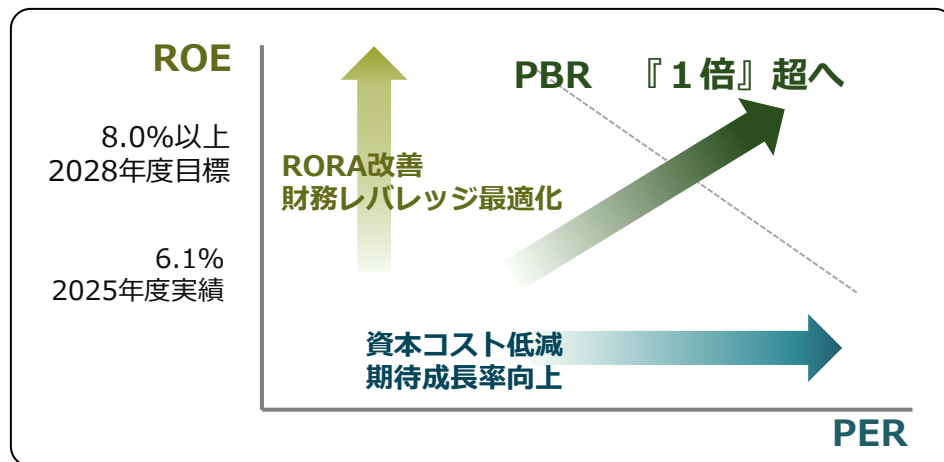 ROE
PBR　『１倍』超へ
8.0%以上
2028年度目標
RORA改善
財務レバレッジ最適化
6.1%
2025年度実績
資本コスト低減
期待成長率向上
PER